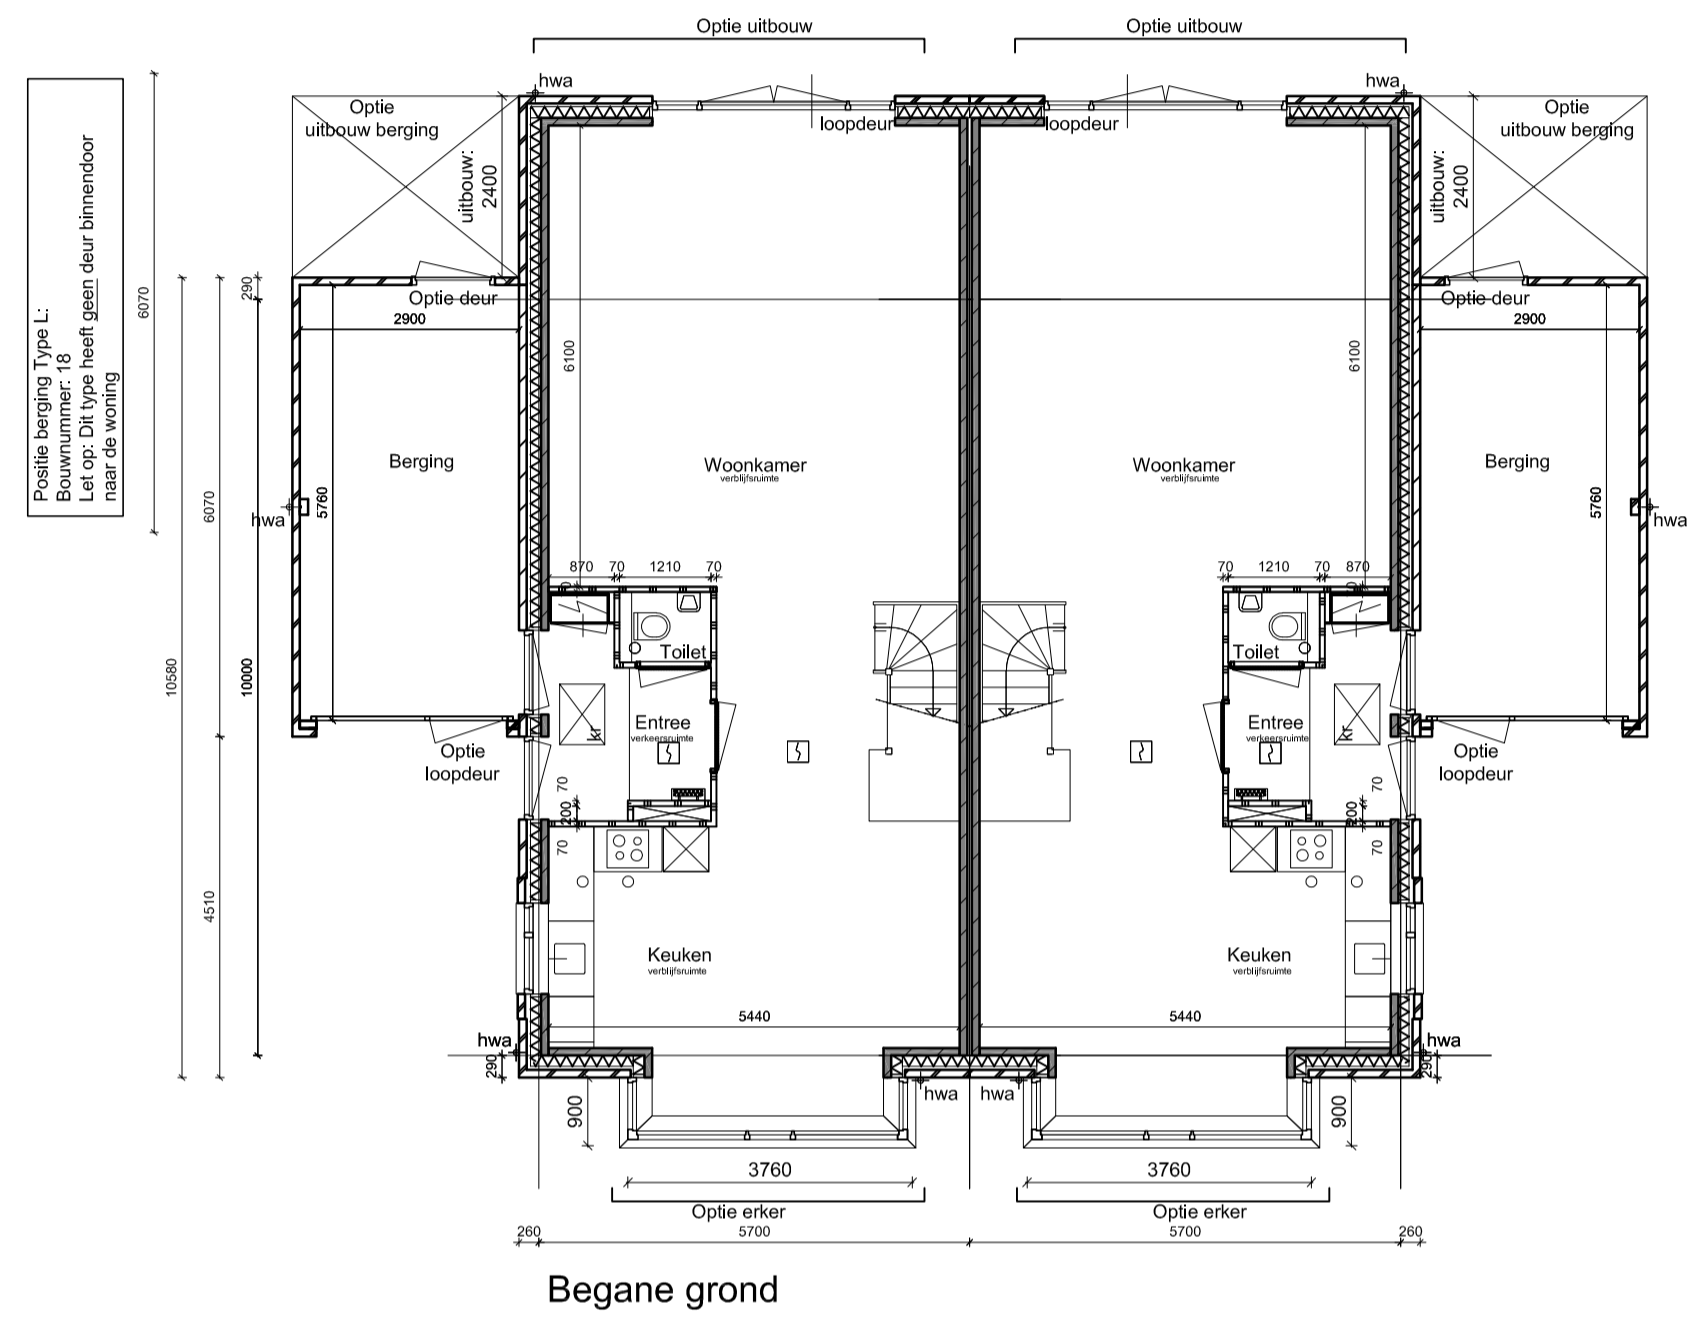 Optie uitbouw
Optie uitbouw
hwa
hwa
Optie
uitbouw berging
uitbouw:
2400
loopdeur
loopdeur
uitbouw:
2400
Optie
uitbouw berging
Positie berging Type L:
Bouwnummer: 18
Let op: Dit type heeft geen deur binnendoor
naar de woning
6070
290
Optie deur
2900
Optie deur
2900
6100
6100
Berging
Woonkamer
verblijfsruimte
Woonkamer
verblijfsruimte
Berging
5760
5760
hwa
hwa
6070
10580
10000
870 70 1210 70
70 1210 70 870
Toilet
Toilet
kr
Entree
verkeersruimte
Entree
verkeersruimte
kr
Optie
loopdeur
Optie
loopdeur
70
200
70
70
200
70
4510
Keuken
verblijfsruimte
Keuken
verblijfsruimte
5440
5440
hwa
290
hwa
290
hwa
hwa
900
900
3760
3760
Optie erker
Optie erker
260 5700 5700 260
Begane grond